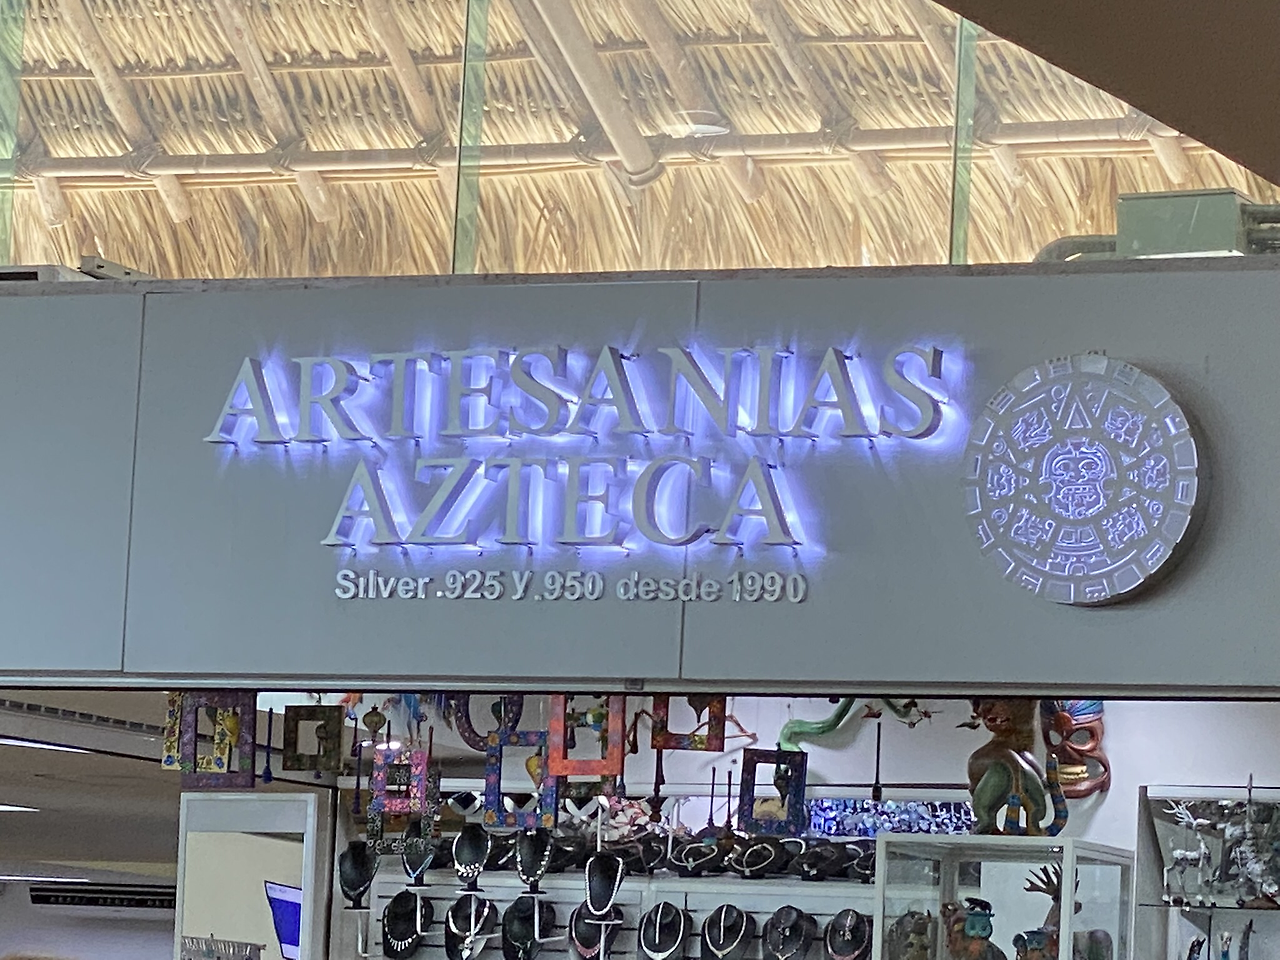 ARTESANIAS
AZTECA
Silver .925 y .950 desde 1990